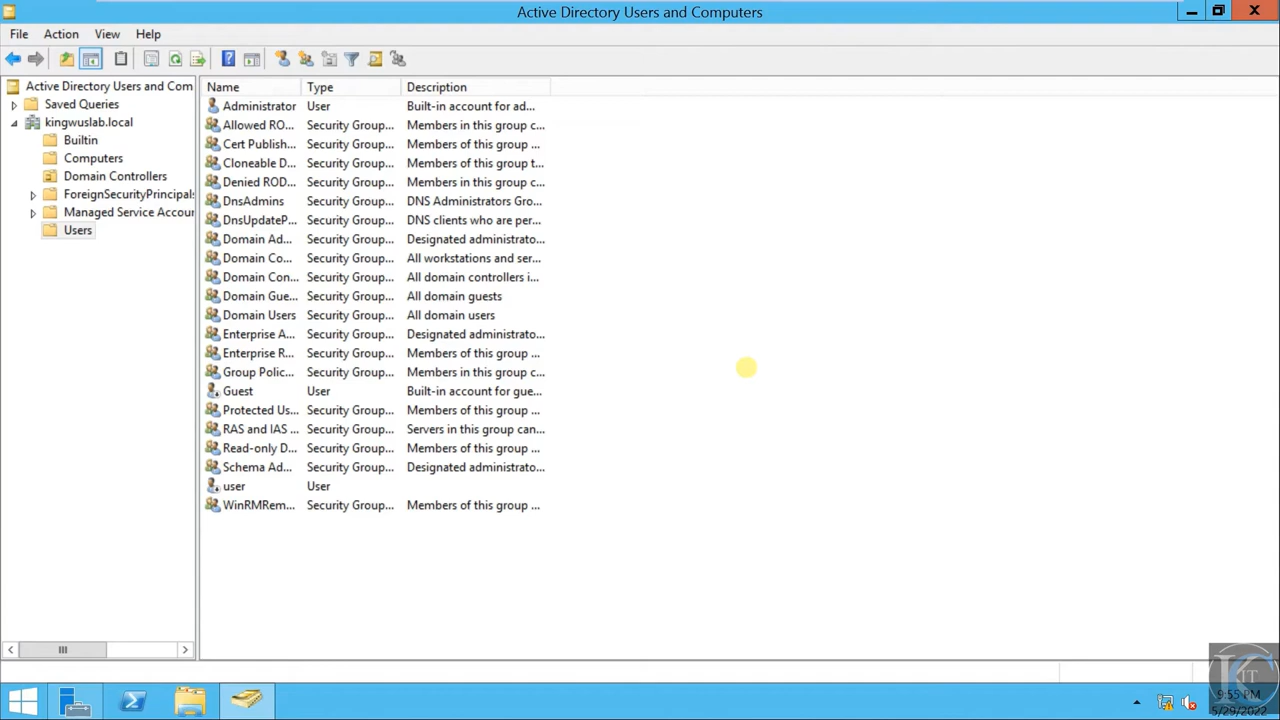 Active Directory Users and Computers
File Action View Help
Active Directory Users and Com
Saved Queries
kingwuslab.local
Builtin
Computers
Domain Controllers
ForeignSecurityPrincipals
Managed Service Accour
Users
Name Type Description
Administrator User Built-in account for ad...
Allowed RO... Security Group... Members in this group c...
Cert Publish... Security Group... Members of this group ...
Cloneable D... Security Group... Members of this group t...
Denied ROD... Security Group... Members in this group c...
DnsAdmins Security Group... DNS Administrators Gro...
DnsUpdateP... Security Group... DNS clients who are per...
Domain Ad... Security Group... Designated administrato...
Domain Co... Security Group... All workstations and ser...
Domain Con... Security Group... All domain controllers i...
Domain Gue... Security Group... All domain guests
Domain Users Security Group... All domain users
Enterprise A... Security Group... Designated administrato...
Enterprise R... Security Group... Members of this group ...
Group Polic... Security Group... Members in this group c...
Guest User Built-in account for gue...
Protected Us... Security Group... Members of this group ...
RAS and IAS ... Security Group... Servers in this group can...
Read-only D... Security Group... Members of this group ...
Schema Ad... Security Group... Designated administrato...
user User
WinRMRem... Security Group... Members of this group ...
KIT
9:55 PM
5/29/2022